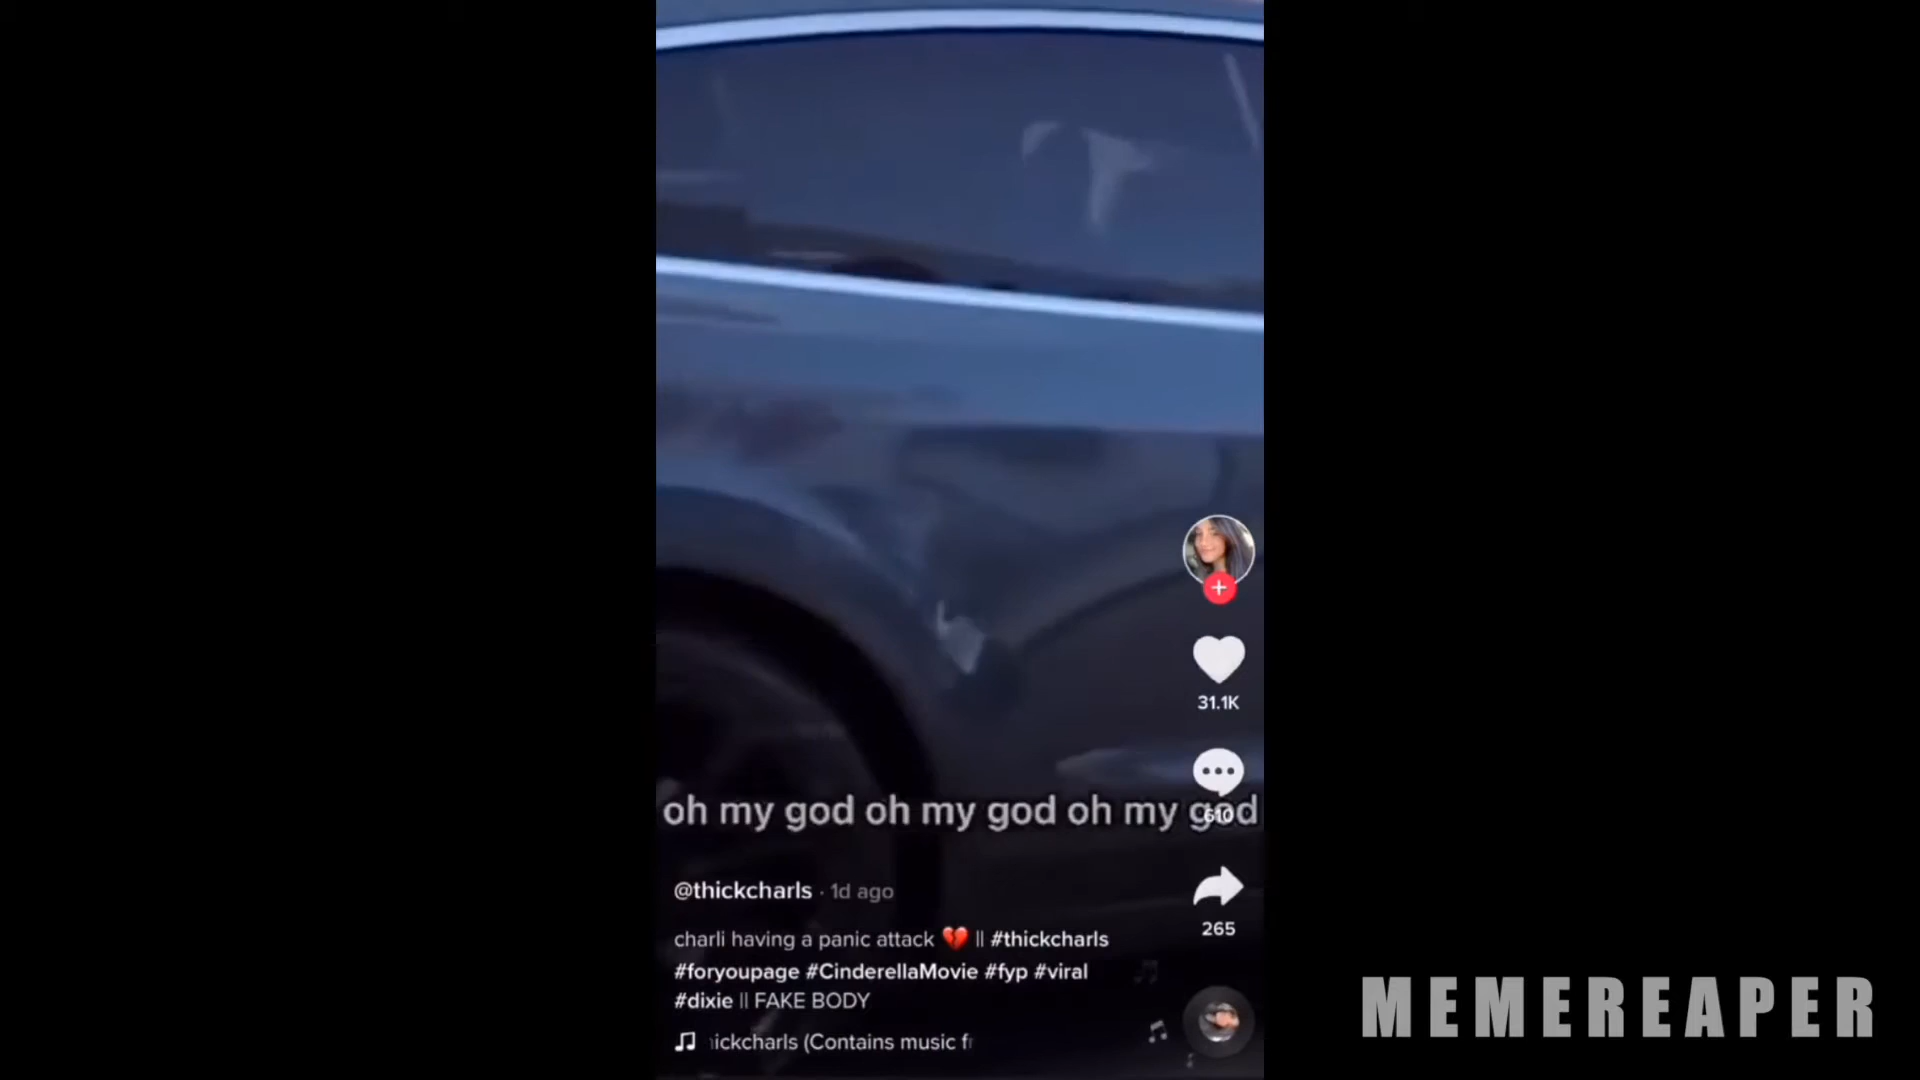 31.1K
610
oh my god oh my god oh my god
@thickcharls · 1d ago
265
charli having a panic attack 💔 || #thickcharls
#foryoupage #CinderellaMovie #fyp #viral
#dixie || FAKE BODY
ickcharls (Contains music f
MEMEREAPER